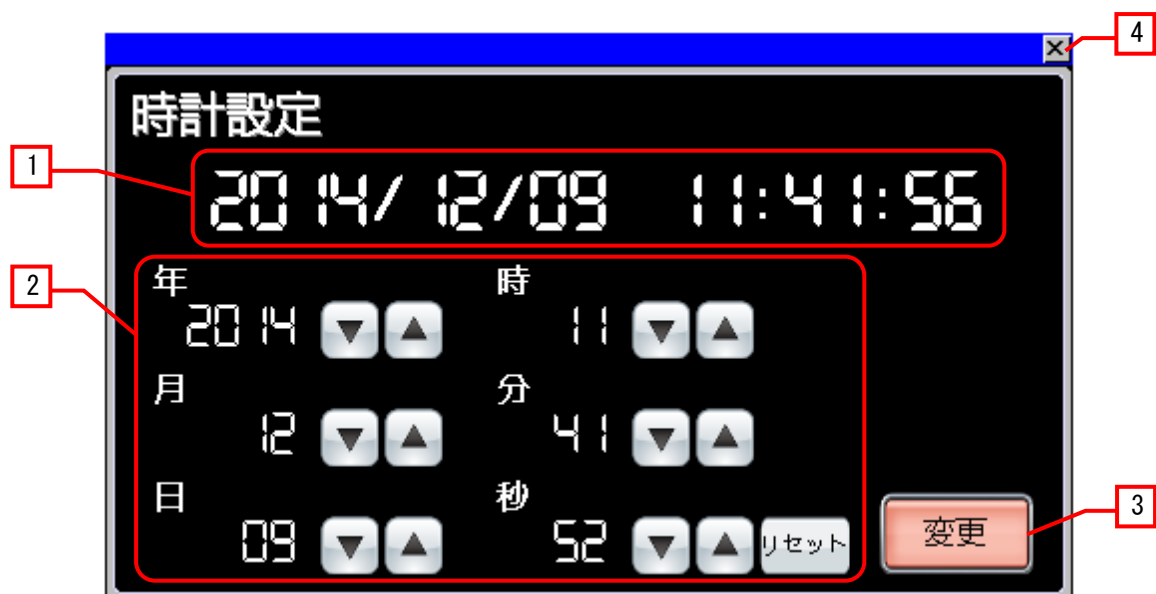 4
時計設定
1
2014/12/09 11:41:56
2
年 時
2014 ▼ ▲ 11 ▼ ▲
月 分
12 ▼ ▲ 41 ▼ ▲
日 秒
09 ▼ ▲ 52 ▼ ▲ リセット
変更
3